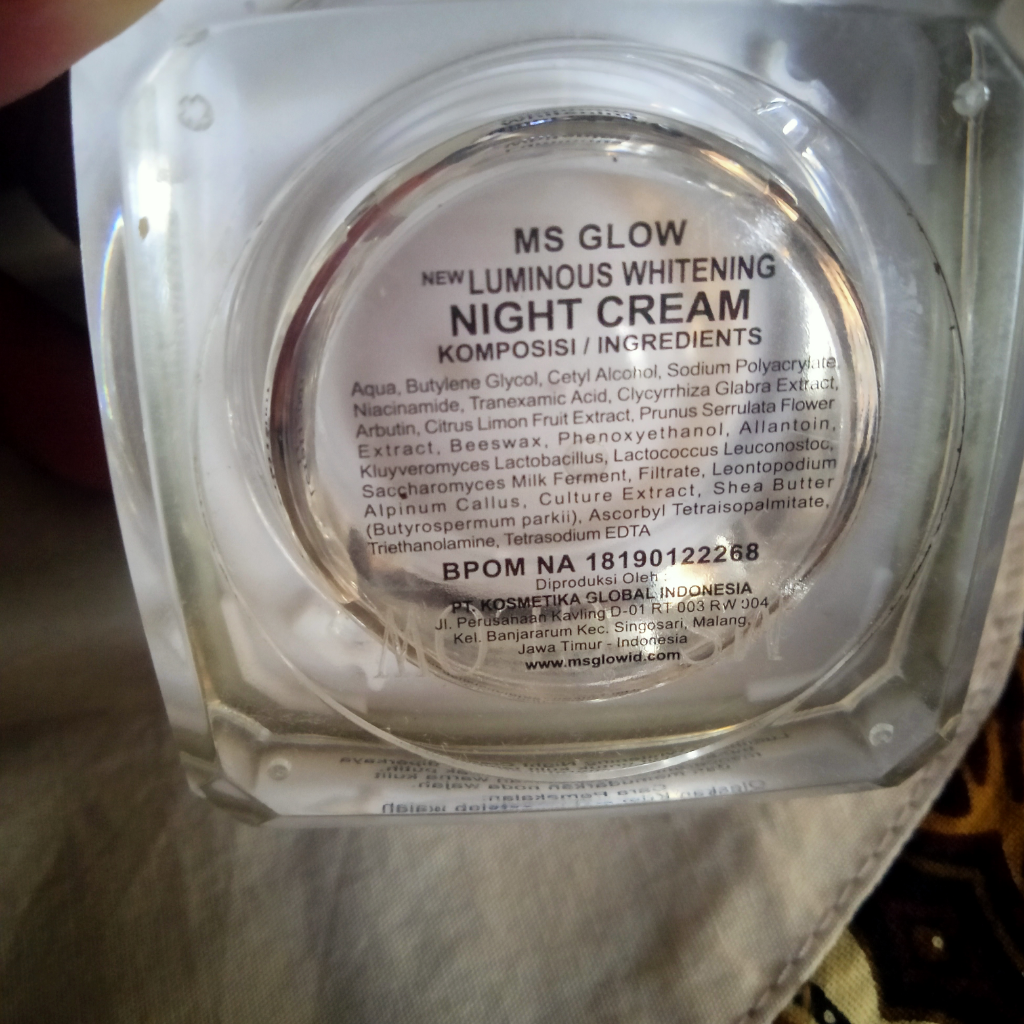 MS GLOW
NEW LUMINOUS WHITENING
NIGHT CREAM
KOMPOSISI / INGREDIENTS
Aqua, Butylene Glycol, Cetyl Alcohol, Sodium Polyacrylate,
Niacinamide, Tranexamic Acid, Clycyrrhiza Glabra Extract,
Arbutin, Citrus Limon Fruit Extract, Prunus Serrulata Flower
Extract, Beeswax, Phenoxyethanol, Allantoin,
Kluyveromyces Lactobacillus, Lactococcus Leuconostoc,
Saccharomyces Milk Ferment, Filtrate, Leontopodium
Alpinum Callus, Culture Extract, Shea Butter
(Butyrospermum parkii), Ascorbyl Tetraisopalmitate,
Triethanolamine, Tetrasodium EDTA
BPOM NA 18190122268
Diproduksi Oleh :
PT. KOSMETIKA GLOBAL INDONESIA
Jl. Perusahaan Kavling D-01 RT 003 RW 004
Kel. Banjararum Kec. Singosari, Malang,
Jawa Timur - Indonesia
www.msglowid.com